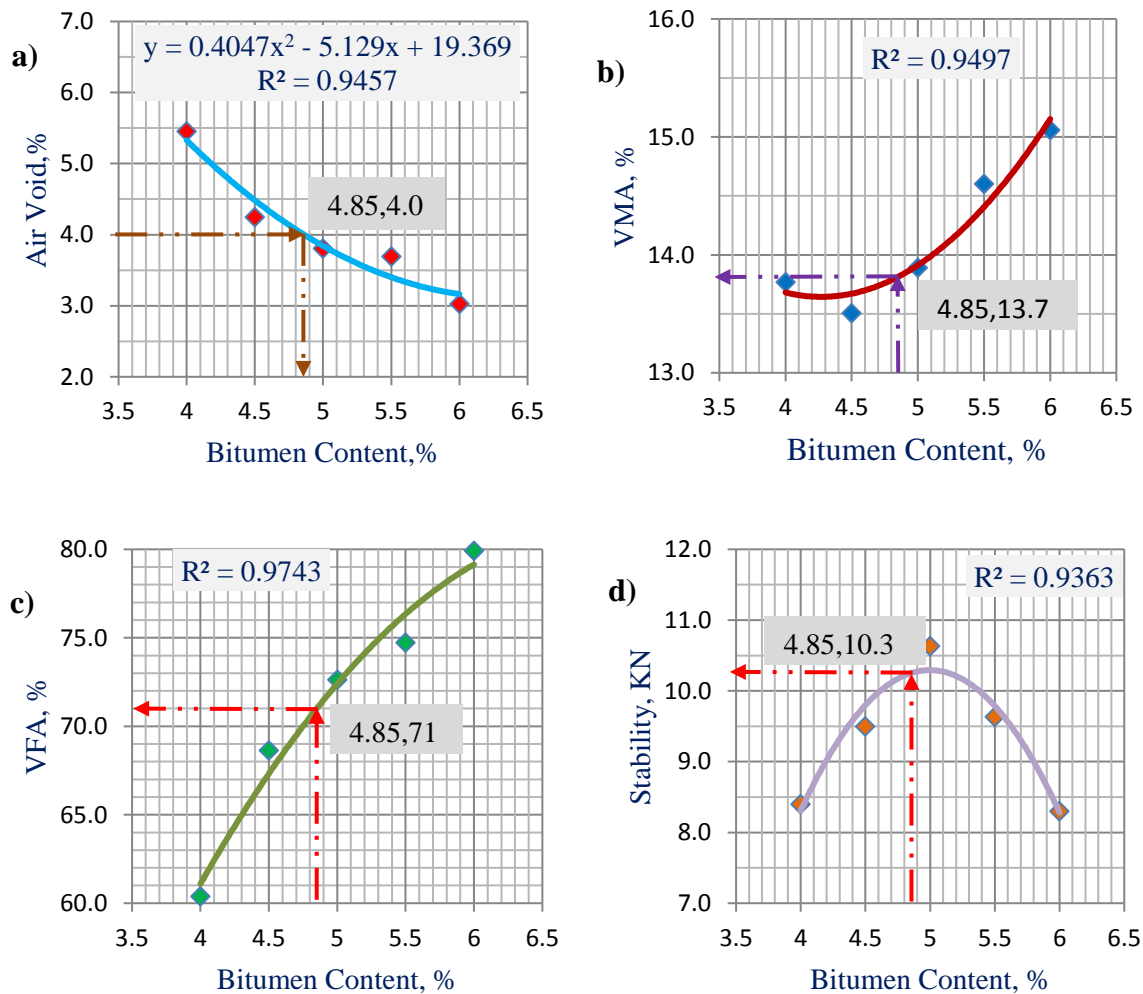 a)
y = 0.4047x² - 5.129x + 19.369
R² = 0.9457
7.0
6.0
5.0
4.0
3.0
2.0
Air Void,%
4.85,4.0
3.5 4 4.5 5 5.5 6 6.5
Bitumen Content,%
b)
R² = 0.9497
16.0
15.0
14.0
13.0
VMA, %
4.85,13.7
3.5 4 4.5 5 5.5 6 6.5
Bitumen Content, %
c)
R² = 0.9743
80.0
75.0
70.0
65.0
60.0
VFA, %
4.85,71
3.5 4 4.5 5 5.5 6 6.5
Bitumen Content, %
d)
R² = 0.9363
12.0
11.0
10.0
9.0
8.0
7.0
Stability, KN
4.85,10.3
3.5 4 4.5 5 5.5 6 6.5
Bitumen Content, %